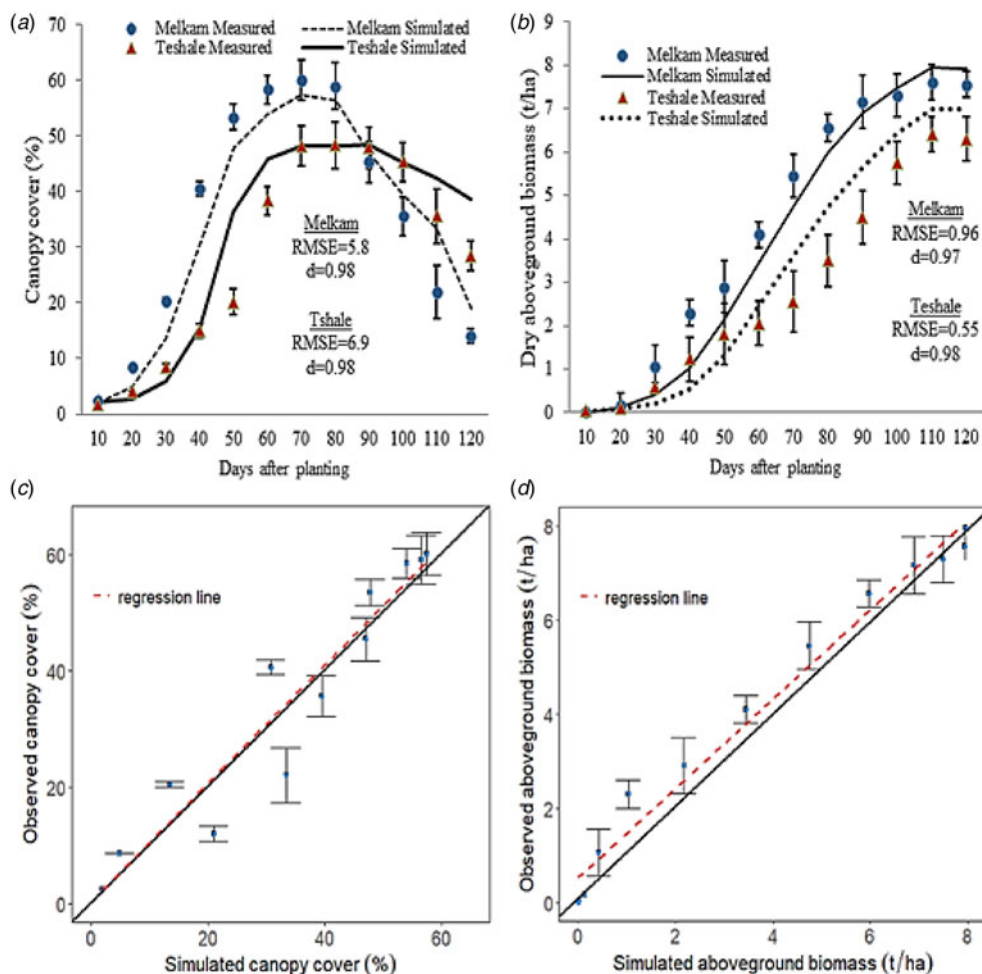 (a)
Melkam Measured
Melkam Simulated
Teshale Measured
Teshale Simulated
70
60
50
40
30
20
10
0
Canopy cover (%)
Melkam
RMSE=5.8
d=0.98
Tshale
RMSE=6.9
d=0.98
10 20 30 40 50 60 70 80 90 100 110 120
Days after planting
(b)
Melkam Measured
Melkam Simulated
Teshale Measured
Teshale Simulated
9
8
7
6
5
4
3
2
1
0
Dry aboveground biomass (t/ha)
Melkam
RMSE=0.96
d=0.97
Teshale
RMSE=0.55
d=0.98
10 20 30 40 50 60 70 80 90 100 110 120
Days after planting
(c)
60
40
20
0
Observed canopy cover (%)
regression line
0 20 40 60
Simulated canopy cover (%)
(d)
8
6
4
2
0
Observed aboveground biomass (t/ha)
regression line
0 2 4 6 8
Simulated aboveground biomass (t/ha)